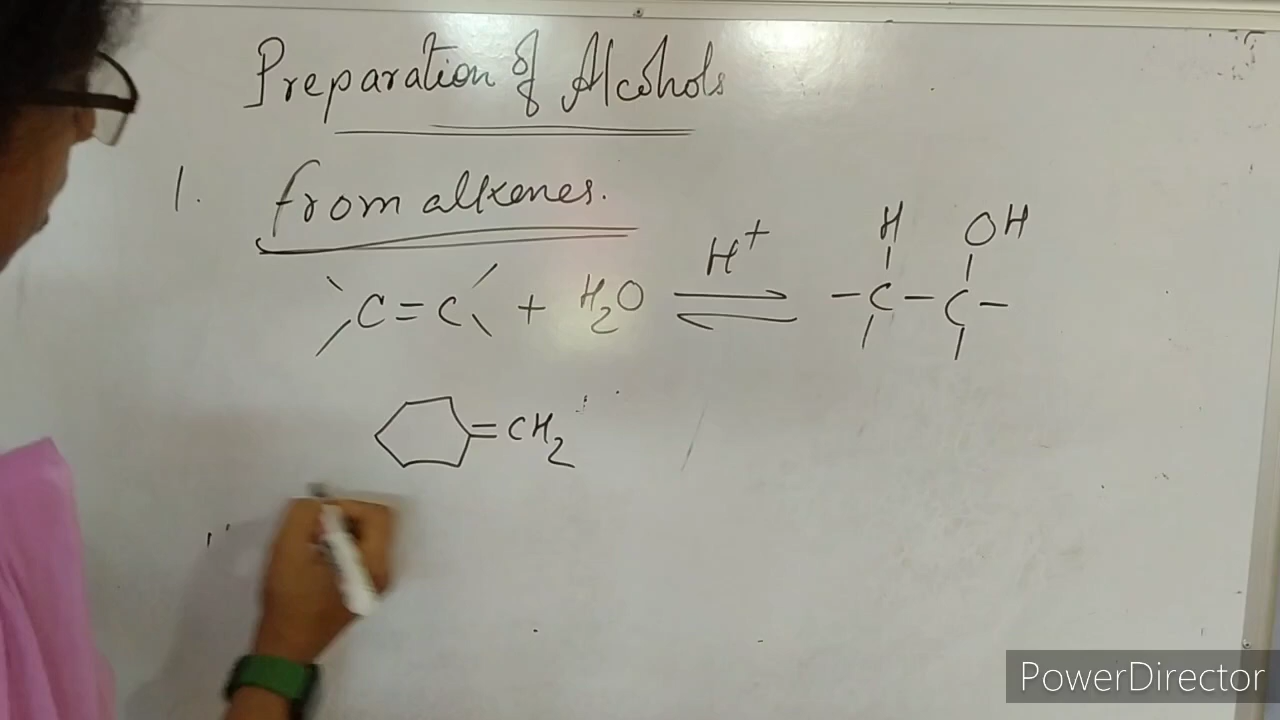 Preparation of Alcohols
1. from alkenes.
C=C + H₂O ⇌ H⁺ H OH -C-C-
=CH₂
PowerDirector